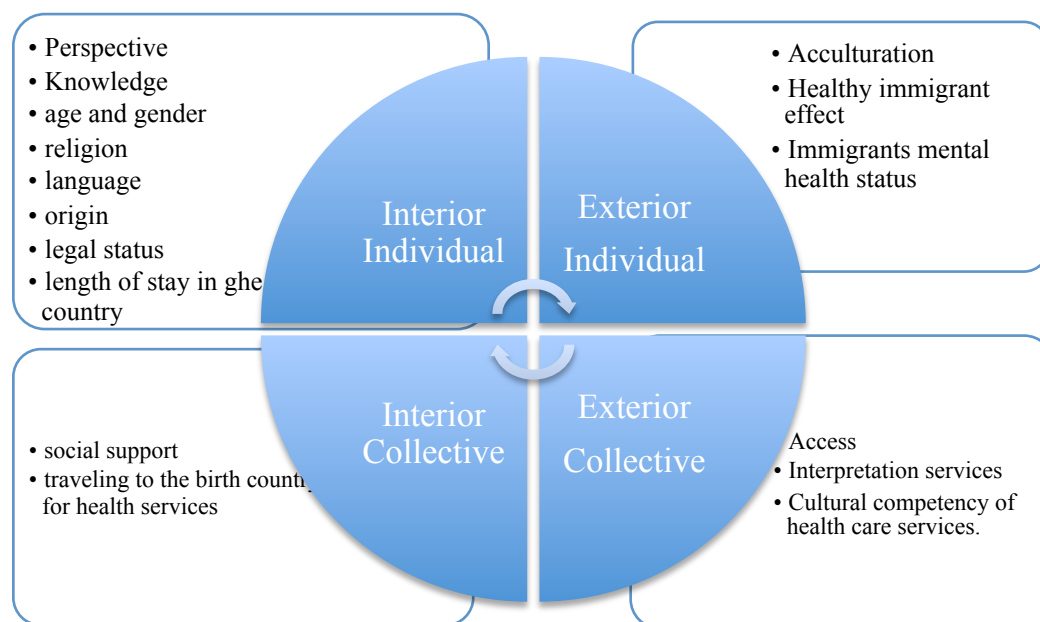 • Perspective
• Knowledge
• age and gender
• religion
• language
• origin
• legal status
• length of stay in ghe
country
• Acculturation
• Healthy immigrant
effect
• Immigrants mental
health status
Interior
Individual
Exterior
Individual
Interior
Collective
Exterior
Collective
• social support
• traveling to the birth country
for health services
Access
• Interpretation services
• Cultural competency of
health care services.